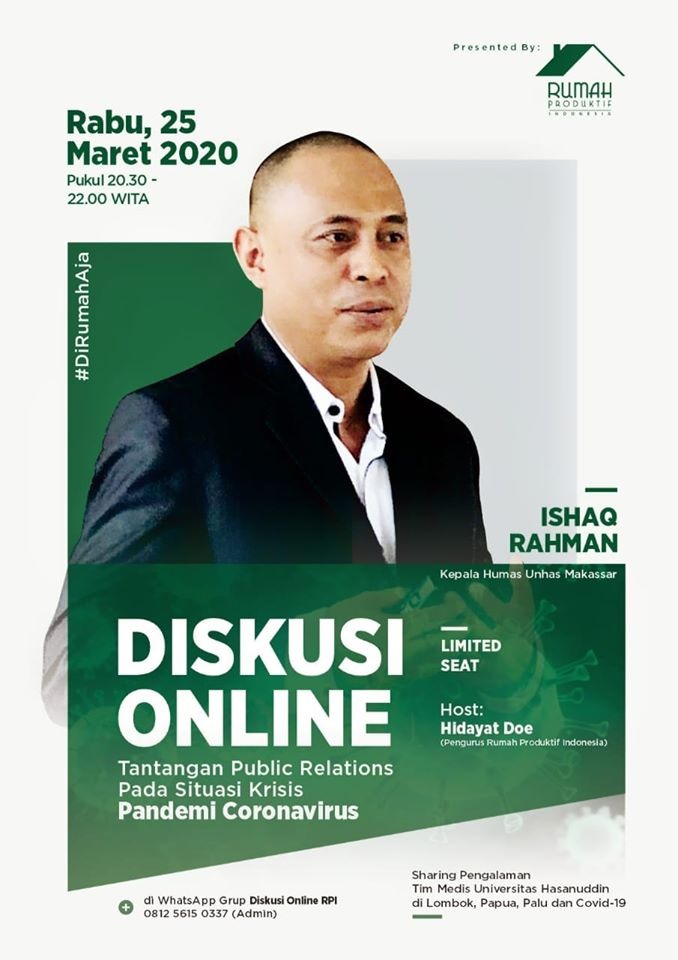 Presented By:
RUMAH
PRODUKTIF
INDONESIA
Rabu, 25
Maret 2020
Pukul 20.30 -
22.00 WITA
#DiRumahAja
ISHAQ
RAHMAN
Kepala Humas Unhas Makassar
DISKUSI
ONLINE
Tantangan Public Relations
Pada Situasi Krisis
Pandemi Coronavirus
LIMITED
SEAT
Host:
Hidayat Doe
(Pengurus Rumah Produktif Indonesia)
di WhatsApp Grup Diskusi Online RPI
0812 5615 0337 (Admin)
Sharing Pengalaman
Tim Medis Universitas Hasanuddin
di Lombok, Papua, Palu dan Covid-19